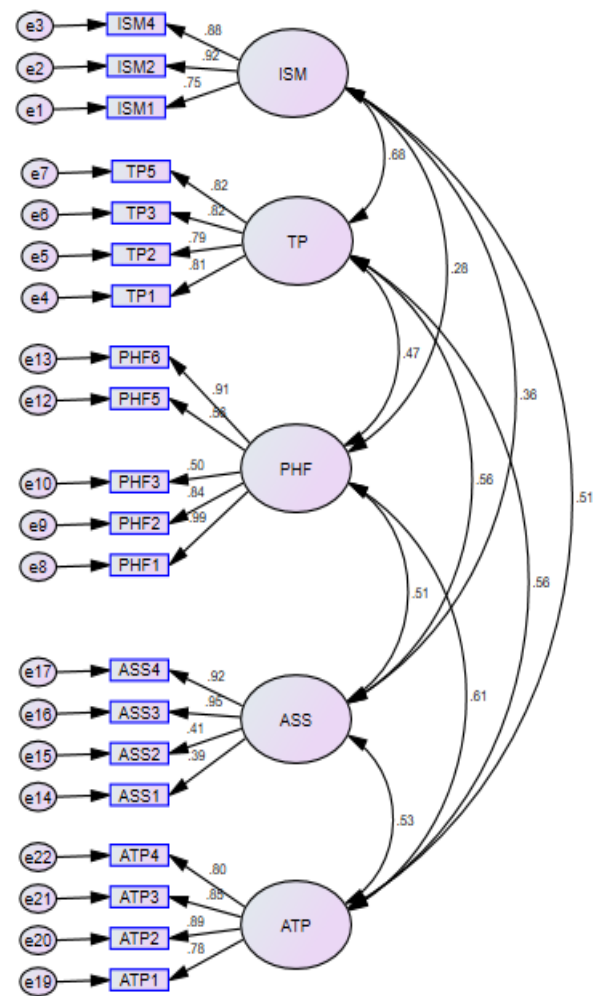 e3 ISM4 .88
e2 ISM2 .92 ISM
e1 ISM1 .75
.68
e7 TP5 .82
e6 TP3 .82
e5 TP2 .79 TP
e4 TP1 .81
.28
e13 PHF6 .47
e12 PHF5 .91
.36
e10 PHF3 .50 PHF
e9 PHF2 .84 .56 .51
e8 PHF1 .99
.51 .56
e17 ASS4 .92
e16 ASS3 .95 ASS .61
e15 ASS2 .41
e14 ASS1 .39
.53
e22 ATP4 .80
e21 ATP3 .85
e20 ATP2 .89 ATP
e19 ATP1 .78